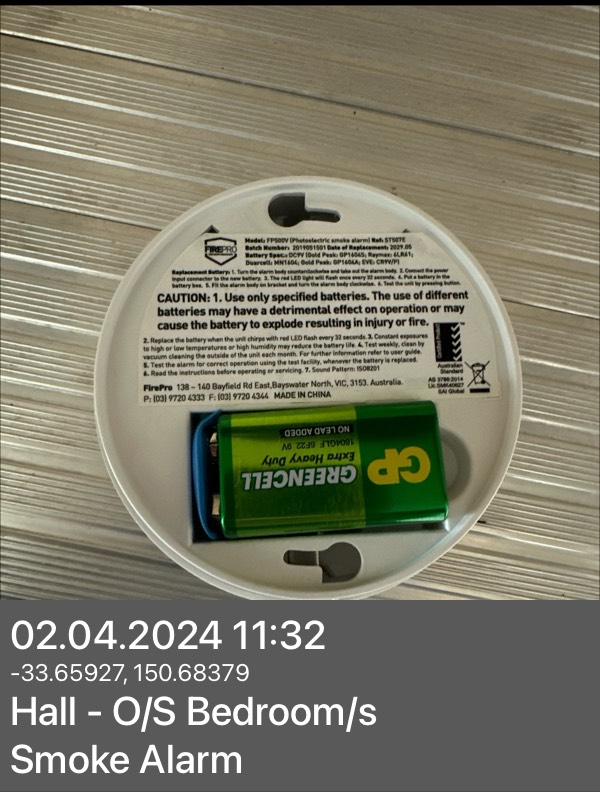 FIREPRO
Model: FP500V (Photoelectric smoke alarm) Ref: ST507E
Batch Number: 2019051501 Date of Replacement: 2029.05
Battery Spec.: DC9V (Gold Peak: GP1604S; Raymax: 6LR61;
Duarcell: MN1604; Gold Peak: GP1604A; EVE: CR9V/P)
Replacement Battery: 1. Turn the alarm body counterclockwise and take out the alarm body. 2. Connect the power
input connector to the new battery. 3. The red LED light will flash once every 32 seconds. 4. Put a battery in the
battery box. 5. Fit the alarm body on bracket and turn the alarm body clockwise. 6. Test the unit by pressing button.
CAUTION: 1. Use only specified batteries. The use of different
batteries may have a detrimental effect on operation or may
cause the battery to explode resulting in injury or fire.
2. Replace the battery when the unit chirps with red LED flash every 32 seconds. 3. Constant exposures
to high or low temperatures or high humidity may reduce the battery life. 4. Test weekly, clean by
vacuum cleaning the outside of the unit each month. For further information refer to user guide.
5. Test the alarm for correct operation using the test facility, whenever the battery is replaced.
6. Read the instructions before operating or servicing. 7. Sound Pattern: ISO8201
Australian
Standard
AS 3786:2014
Lic SMK40627
SAI Global
FirePro 138 – 140 Bayfield Rd East,Bayswater North, VIC, 3153. Australia.
P: (03) 9720 4333 F: (03) 9720 4344 MADE IN CHINA
GP
GREENCELL
Extra Heavy Duty
1604GLF 6F22 9V
NO LEAD ADDED
02.04.2024 11:32
-33.65927, 150.68379
Hall - O/S Bedroom/s
Smoke Alarm